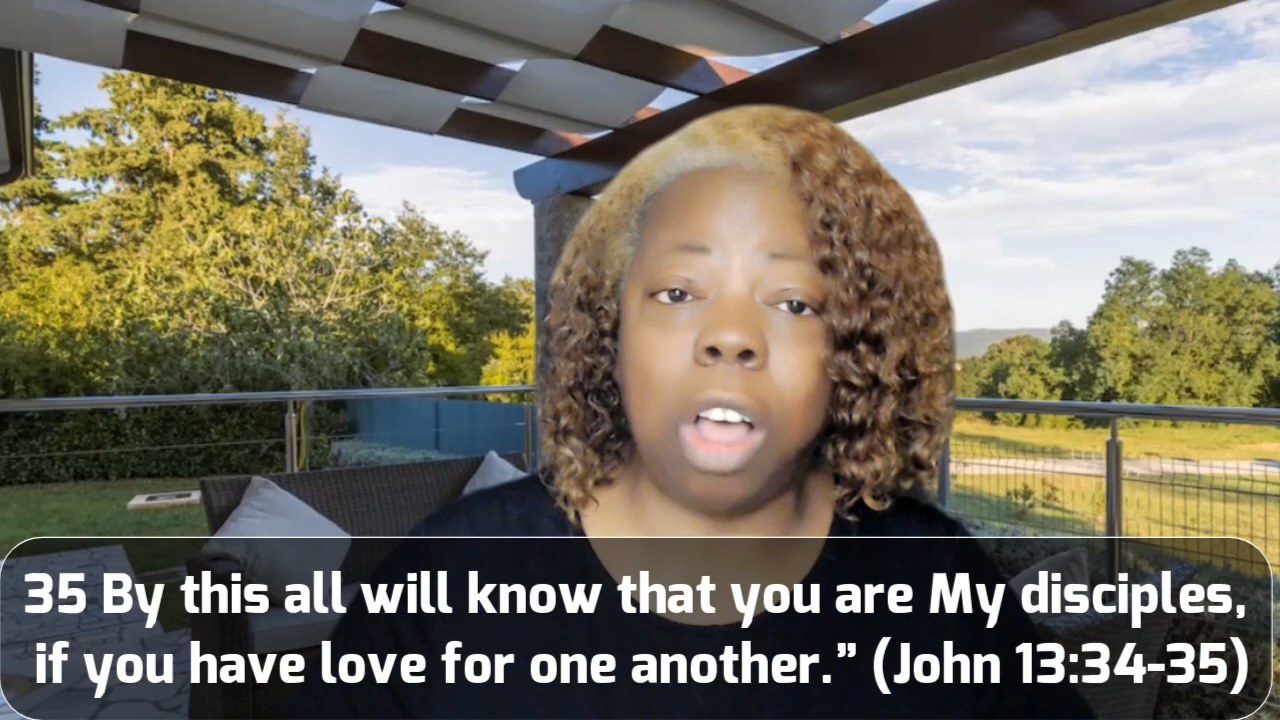 35 By this all will know that you are My disciples,
if you have love for one another.” (John 13:34-35)